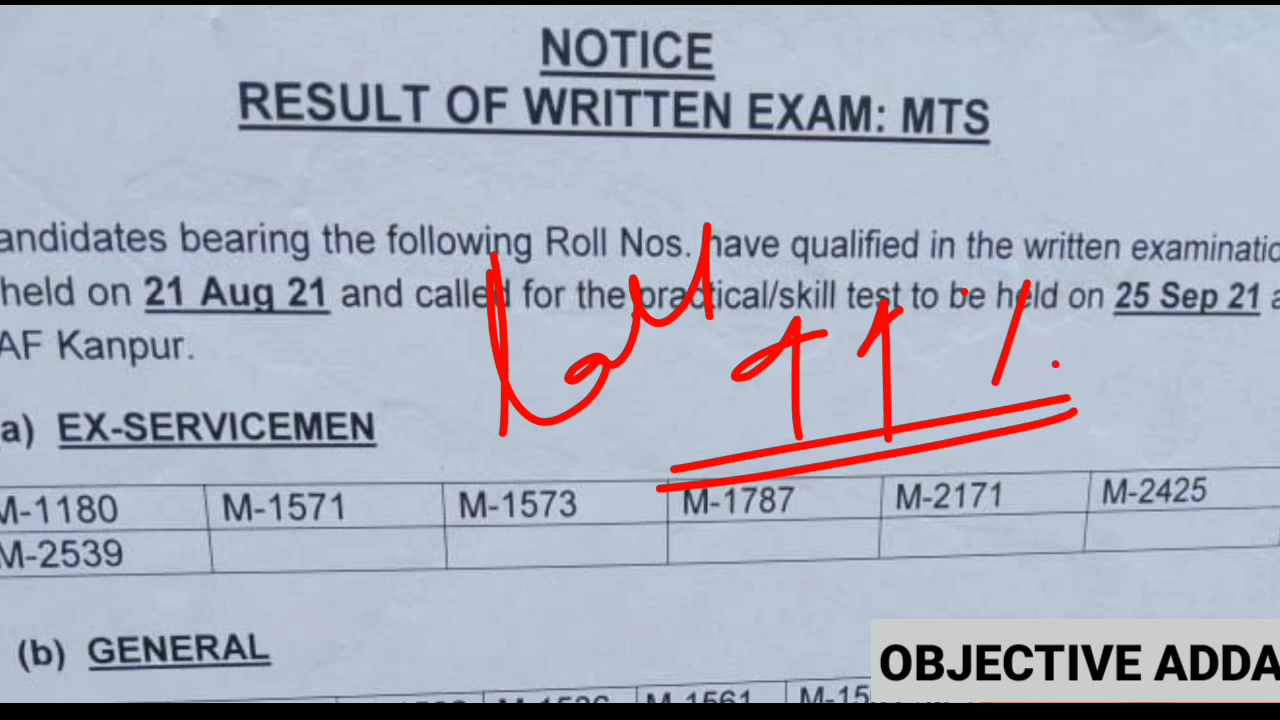 NOTICE
RESULT OF WRITTEN EXAM: MTS
andidates bearing the following Roll Nos. have qualified in the written examinatio
held on 21 Aug 21 and called for the practical/skill test to be held on 25 Sep 21 a
AF Kanpur.
a) EX-SERVICEMEN
M-1180 M-1571 M-1573 M-1787 M-2171 M-2425
M-2539
(b) GENERAL
M-1561 M-15
OBJECTIVE ADDA